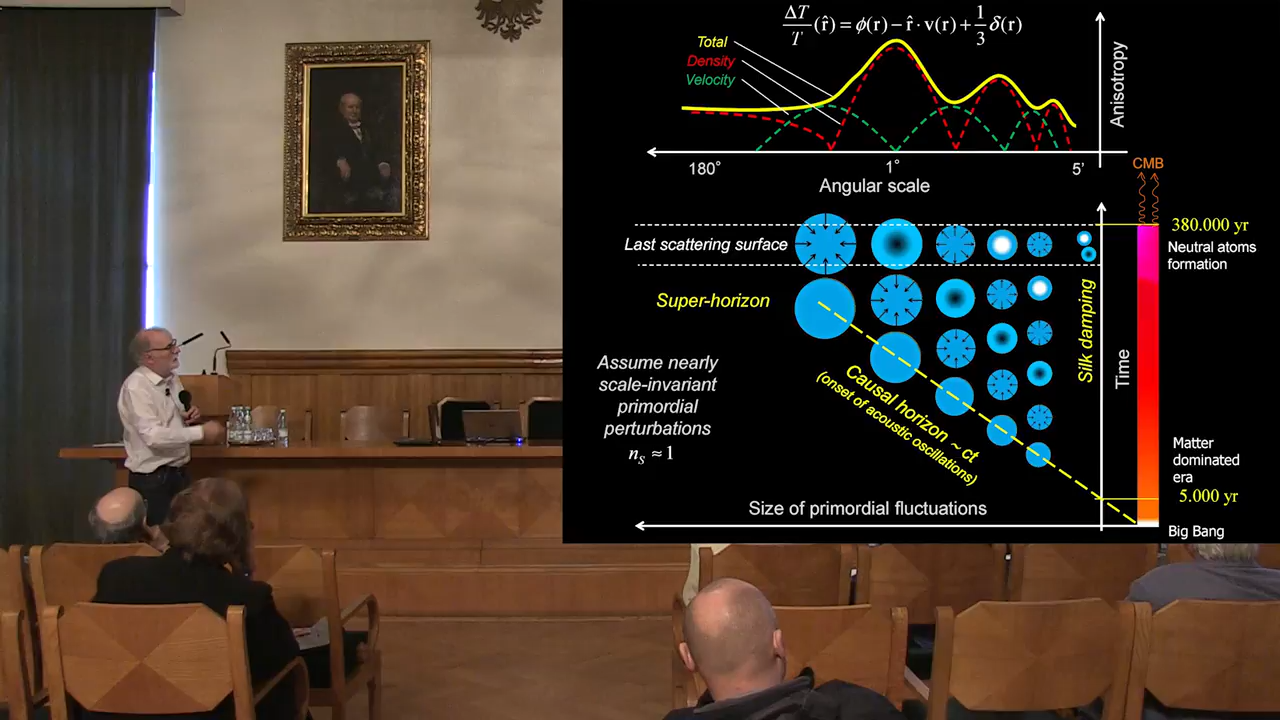 ΔT/T (r̂) = ϕ(r) − r̂ · v(r) + 1/3 δ(r)
Total
Density
Velocity
Anisotropy
180˚
1˚
5'
Angular scale
CMB
380.000 yr
Last scattering surface
Neutral atoms
formation
Super-horizon
Silk damping
Time
Assume nearly
scale-invariant
primordial
perturbations
n_S ≈ 1
Causal horizon ~ ct
(onset of acoustic oscillations)
Matter
dominated
era
5.000 yr
Size of primordial fluctuations
Big Bang